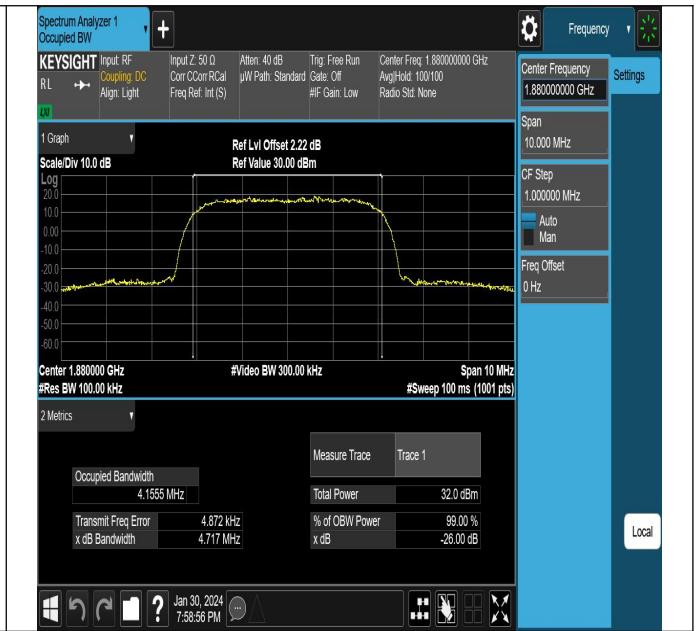 Spectrum Analyzer 1
Occupied BW
Frequency
KEYSIGHT
RL
LXI
Input: RF
Coupling: DC
Align: Light
Input Z: 50 Ω
Corr CCorr RCal
Freq Ref: Int (S)
Atten: 40 dB
µW Path: Standard
Trig: Free Run
Gate: Off
#IF Gain: Low
Center Freq: 1.880000000 GHz
Avg|Hold: 100/100
Radio Std: None
Center Frequency
1.880000000 GHz
Settings
Span
10.000 MHz
CF Step
1.000000 MHz
Auto
Man
Freq Offset
0 Hz
1 Graph
Scale/Div 10.0 dB
Ref Lvl Offset 2.22 dB
Ref Value 30.00 dBm
Log
20.0
10.0
0.00
-10.0
-20.0
-30.0
-40.0
-50.0
-60.0
Center 1.880000 GHz
#Res BW 100.00 kHz
#Video BW 300.00 kHz
Span 10 MHz
#Sweep 100 ms (1001 pts)
2 Metrics
Measure Trace Trace 1
Occupied Bandwidth
4.1555 MHz
Total Power 32.0 dBm
Transmit Freq Error 4.872 kHz
% of OBW Power 99.00 %
x dB Bandwidth 4.717 MHz
x dB -26.00 dB
Local
?
Jan 30, 2024
7:58:56 PM